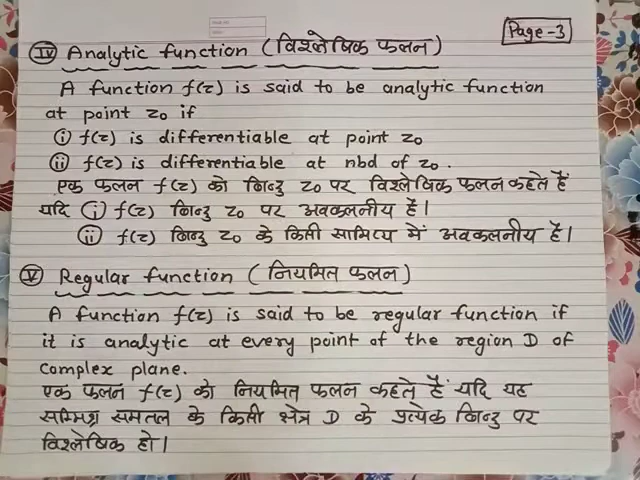 Page-3
(IV) Analytic function (विश्लेषिक फलन)
A function f(z) is said to be analytic function
at point z₀ if
(i) f(z) is differentiable at point z₀
(ii) f(z) is differentiable at nbd of z₀.
एक फलन f(z) को बिन्दु z₀ पर विश्लेषिक फलन कहते हैं
यदि (i) f(z) बिन्दु z₀ पर अवकलनीय है।
(ii) f(z) बिन्दु z₀ के किसी सामिप्य में अवकलनीय है।
(V) Regular function (नियमित फलन)
A function f(z) is said to be regular function if
it is analytic at every point of the region D of
complex plane.
एक फलन f(z) को नियमित फलन कहते हैं यदि यह
सम्मिश्र समतल के किसी क्षेत्र D के प्रत्येक बिन्दु पर
विश्लेषिक हो।